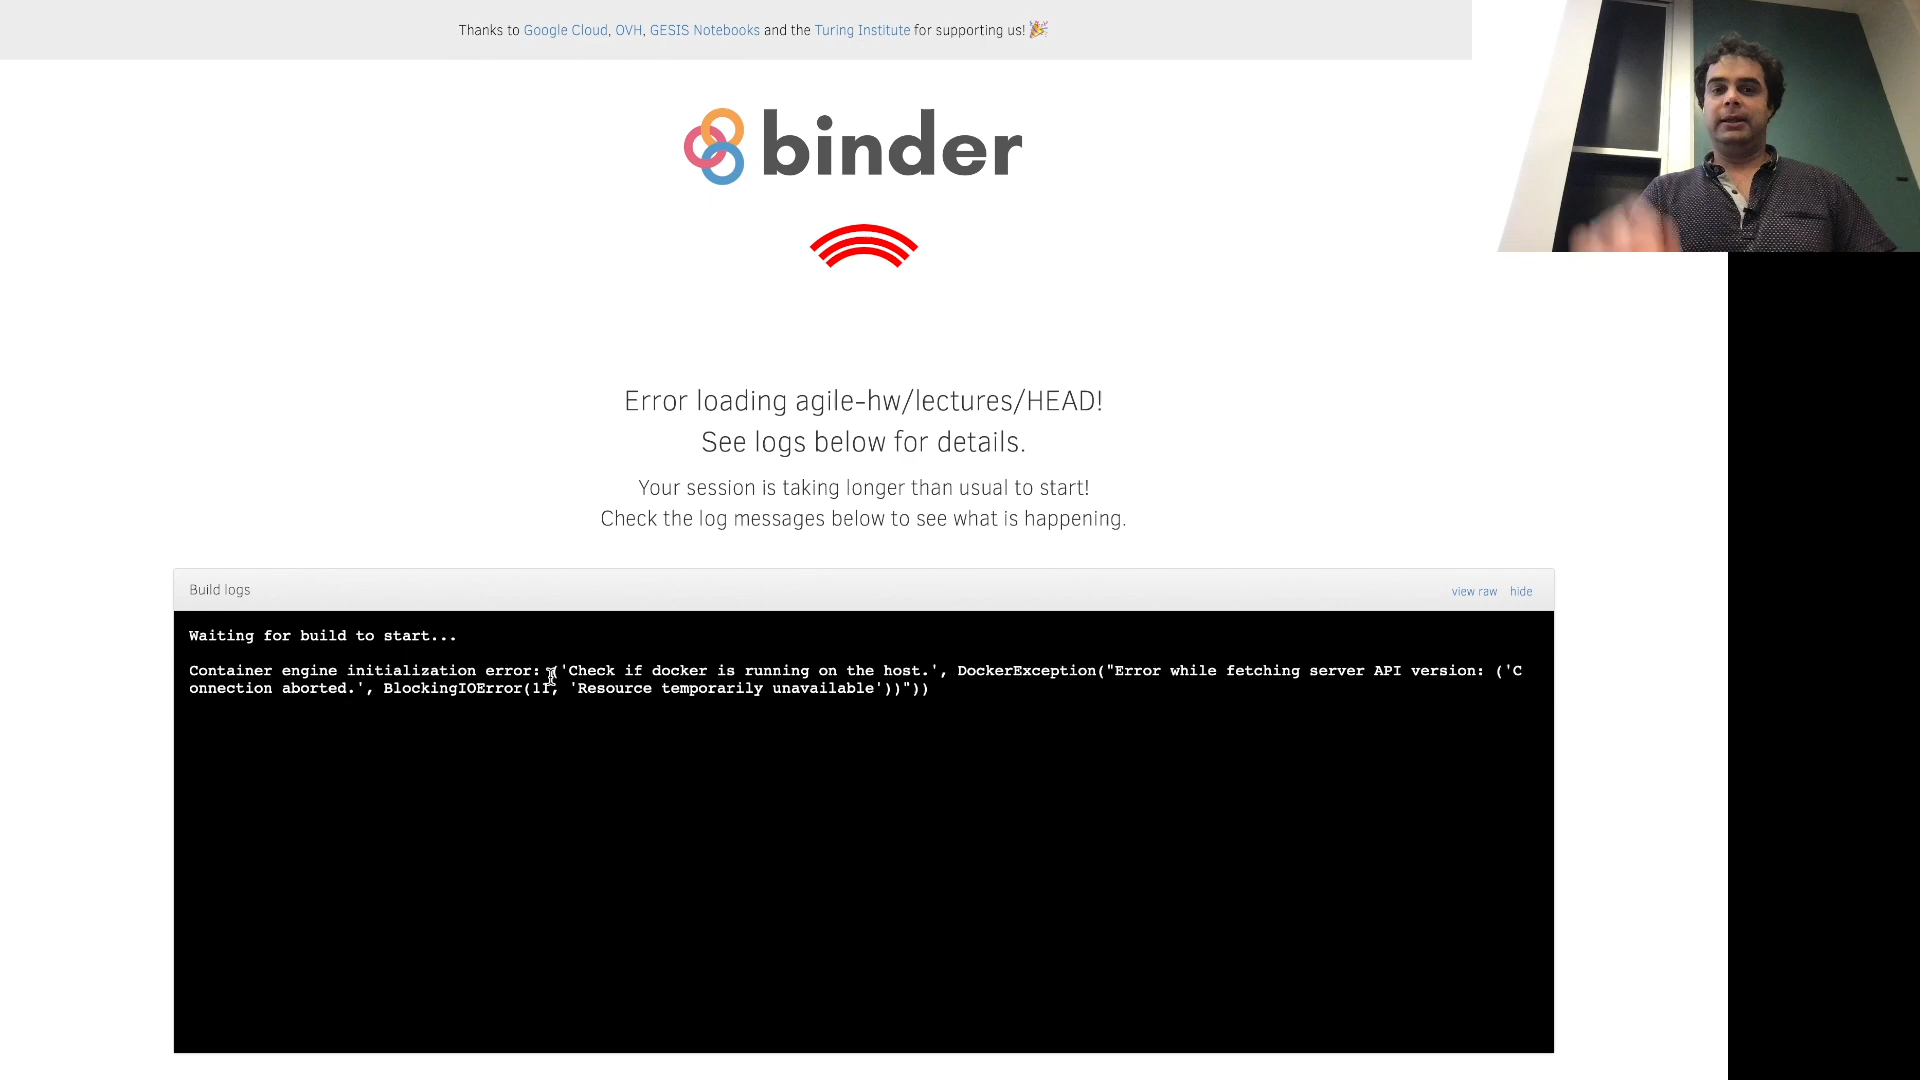 Thanks to Google Cloud, OVH, GESIS Notebooks and the Turing Institute for supporting us! 🎉
binder
Error loading agile-hw/lectures/HEAD!
See logs below for details.
Your session is taking longer than usual to start!
Check the log messages below to see what is happening.
Build logs
view raw hide
Waiting for build to start...
Container engine initialization error: ('Check if docker is running on the host.', DockerException("Error while fetching server API version: ('C
onnection aborted.', BlockingIOError(11, 'Resource temporarily unavailable'))"))